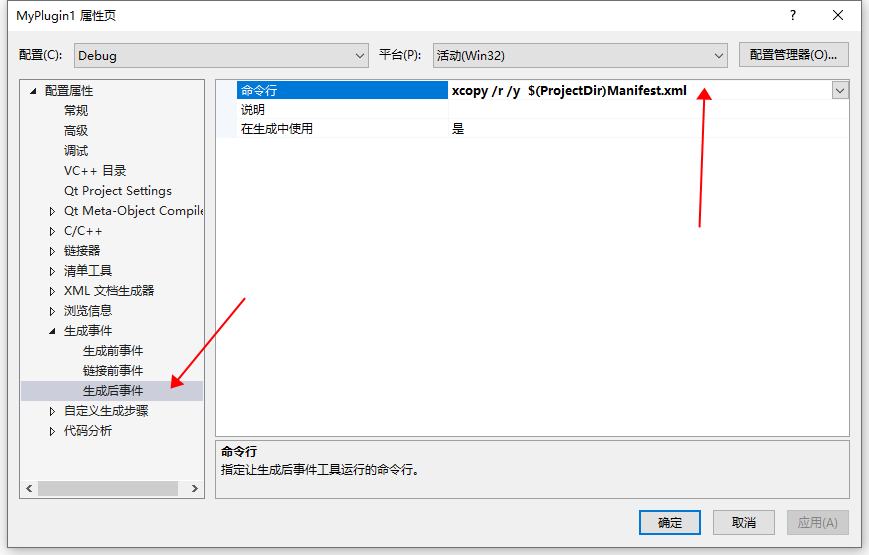 MyPlugin1 属性页
?
配置(C): Debug 平台(P): 活动(Win32) 配置管理器(O)...
配置属性
常规
高级
调试
VC++ 目录
Qt Project Settings
Qt Meta-Object Compile
C/C++
链接器
清单工具
XML 文档生成器
浏览信息
生成事件
生成前事件
链接前事件
生成后事件
自定义生成步骤
代码分析
命令行 xcopy /r /y  $(ProjectDir)Manifest.xml
说明
在生成中使用 是
命令行
指定让生成后事件工具运行的命令行。
确定 取消 应用(A)